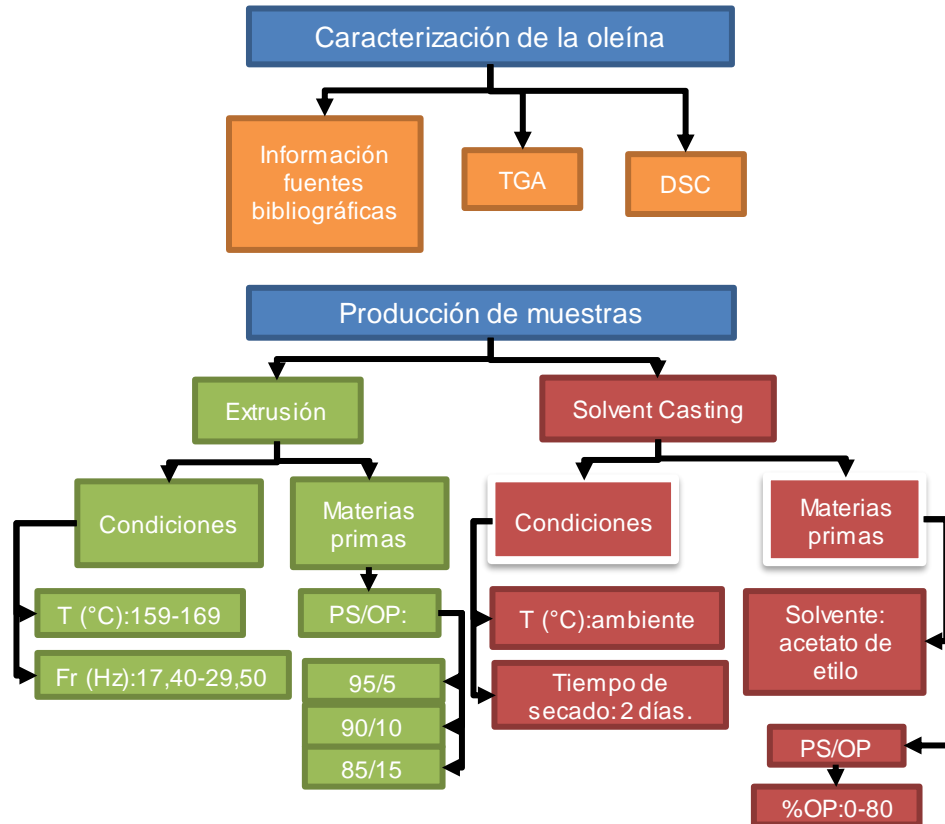 Caracterización de la oleína
Información
fuentes
bibliográficas
TGA
DSC
Producción de muestras
Extrusión
Solvent Casting
Condiciones
Materias
primas
Condiciones
Materias
primas
T (°C):159-169
Fr (Hz):17,40-29,50
PS/OP:
95/5
90/10
85/15
T (°C):ambiente
Tiempo de
secado: 2 días.
Solvente:
acetato de
etilo
PS/OP
%OP:0-80